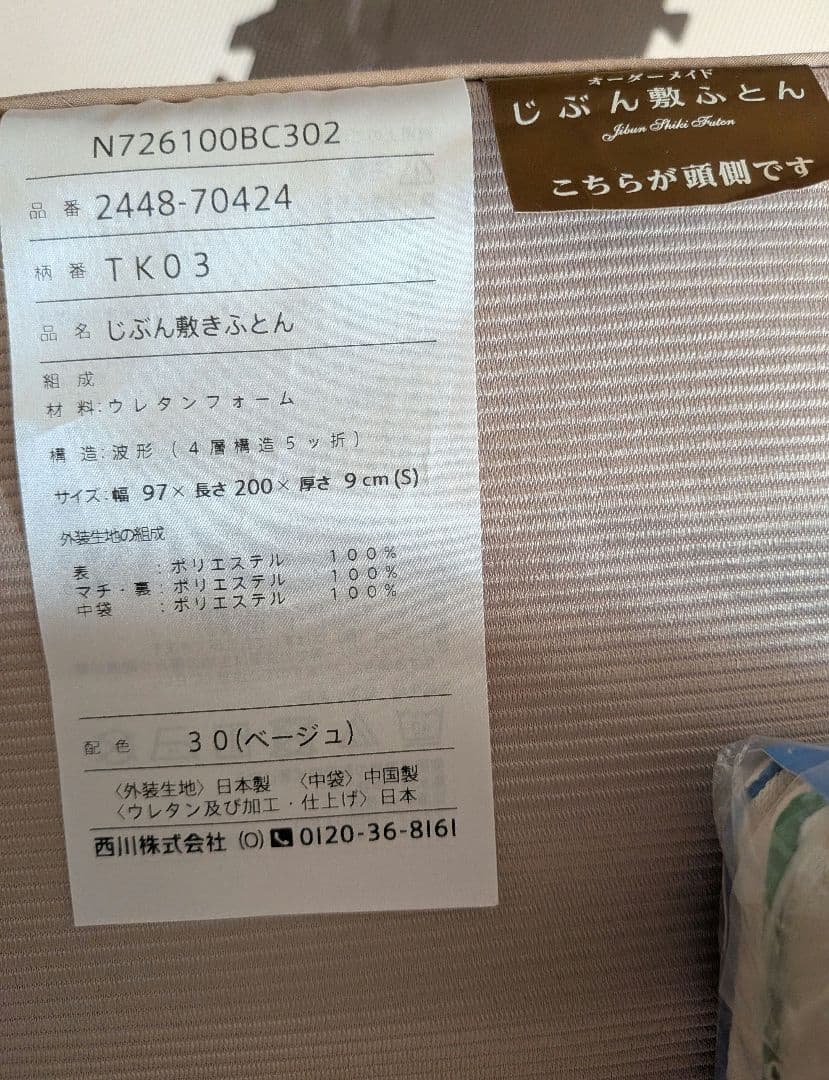 オーダーメイド
じぶん敷ふとん
Jibun Shiki Futon
こちらが頭側です
N726100BC302
品番 2448-70424
柄番 TK03
品名 じぶん敷きふとん
組成
材料:ウレタンフォーム
構造:波形(4層構造5ッ折)
サイズ:幅 97× 長さ 200× 厚さ 9cm(S)
外装生地の組成
表 :ポリエステル 100%
マチ・裏:ポリエステル 100%
中袋 :ポリエステル 100%
配色 30(ベージュ)
〈外装生地〉日本製 〈中袋〉中国製
〈ウレタン及び加工・仕上げ〉日本
西川株式会社 (O) 0120-36-8161